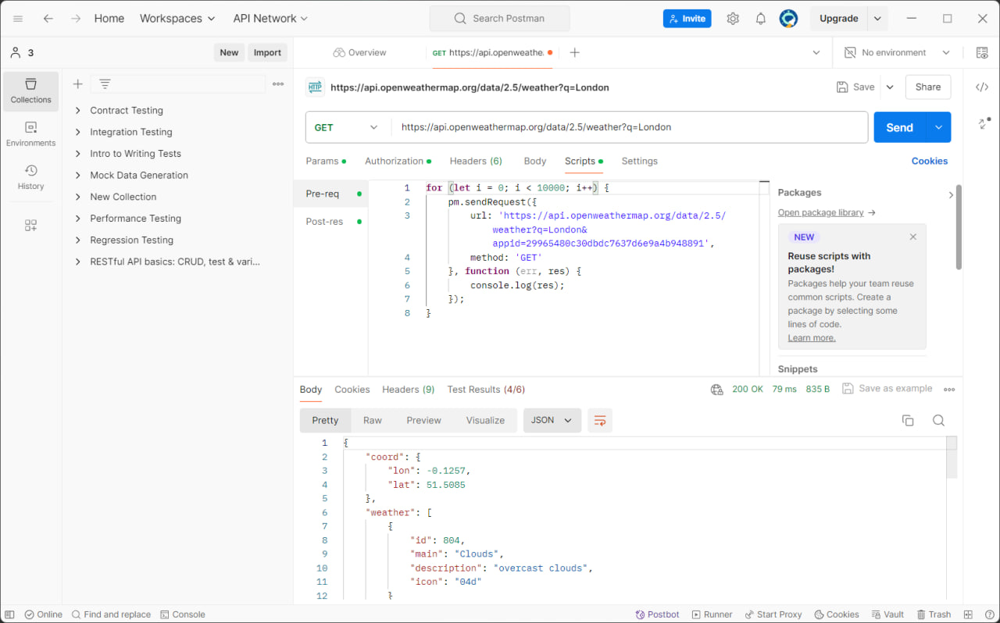 Home Workspaces API Network Search Postman Invite Upgrade
3 New Import Overview GET https://api.openweathe. No environment
Collections
Environments
History
Contract Testing
Integration Testing
Intro to Writing Tests
Mock Data Generation
New Collection
Performance Testing
Regression Testing
RESTful API basics: CRUD, test & vari...
HTTP https://api.openweathermap.org/data/2.5/weather?q=London Save Share
GET https://api.openweathermap.org/data/2.5/weather?q=London Send
Params Authorization Headers (6) Body Scripts Settings Cookies
Pre-req
Post-res
1 for (let i = 0; i < 10000; i++) {
2 pm.sendRequest({
3 url: 'https://api.openweathermap.org/data/2.5/
weather?q=London&
appid=29965480c30dbdc7637d6e9a4b948891',
4 method: 'GET'
5 }, function (err, res) {
6 console.log(res);
7 });
8 }
Packages
Open package library →
NEW
Reuse scripts with
packages!
Packages help your team reuse
common scripts. Create a
package by selecting some
lines of code.
Learn more.
Snippets
Body Cookies Headers (9) Test Results (4/6) 200 OK 79 ms 835 B Save as example
Pretty Raw Preview Visualize JSON
1 {
2 "coord": {
3 "lon": -0.1257,
4 "lat": 51.5085
5 },
6 "weather": [
7 {
8 "id": 804,
9 "main": "Clouds",
10 "description": "overcast clouds",
11 "icon": "04d"
12 }
Online Find and replace Console Postbot Runner Start Proxy Cookies Vault Trash